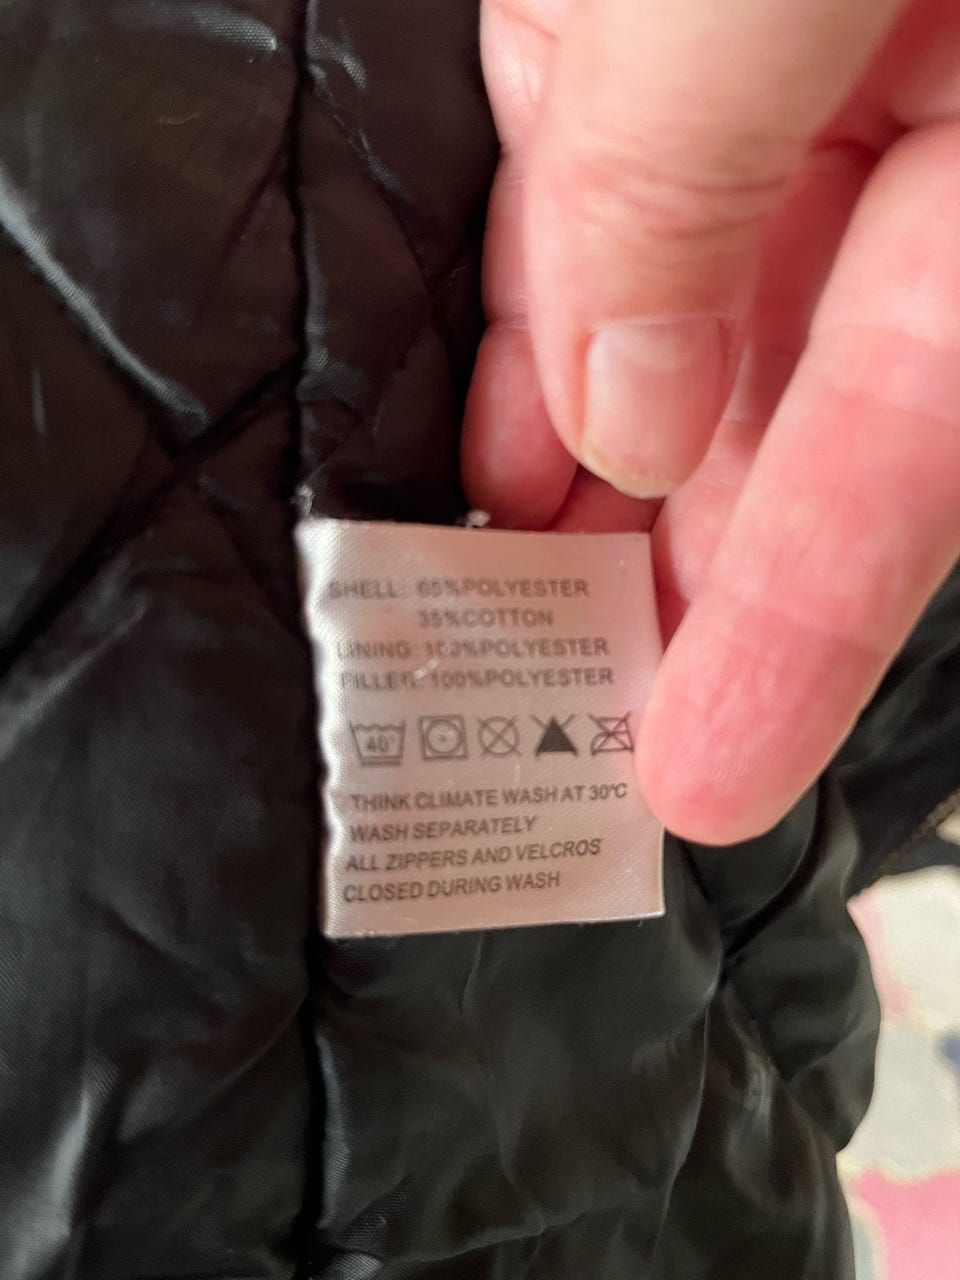 SHELL: 65%POLYESTER
35%COTTON
LINING: 100%POLYESTER
FILLER: 100%POLYESTER
40°
THINK CLIMATE WASH AT 30°C
WASH SEPARATELY
ALL ZIPPERS AND VELCROS
CLOSED DURING WASH